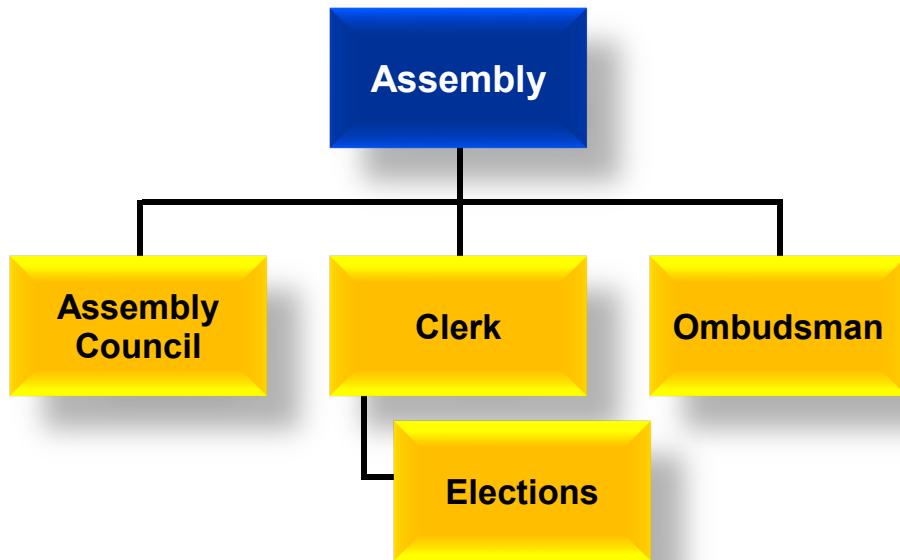 Assembly
Assembly
Council
Clerk
Ombudsman
Elections